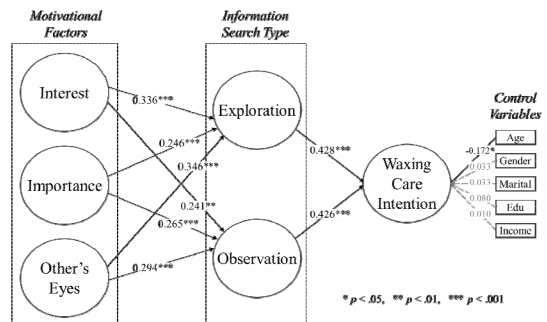 Motivational
Factors
Information
Search Type
Interest
Importance
Other's
Eyes
0.336***
0.246***
0.346***
0.241**
0.265***
0.294***
Exploration
Observation
0.428***
0.426***
Waxing
Care
Intention
Control
Variables
-0.172*
0.033
0.033
0.080
0.010
Age
Gender
Marital
Edu
Income
* p < .05, ** p < .01, *** p < .001